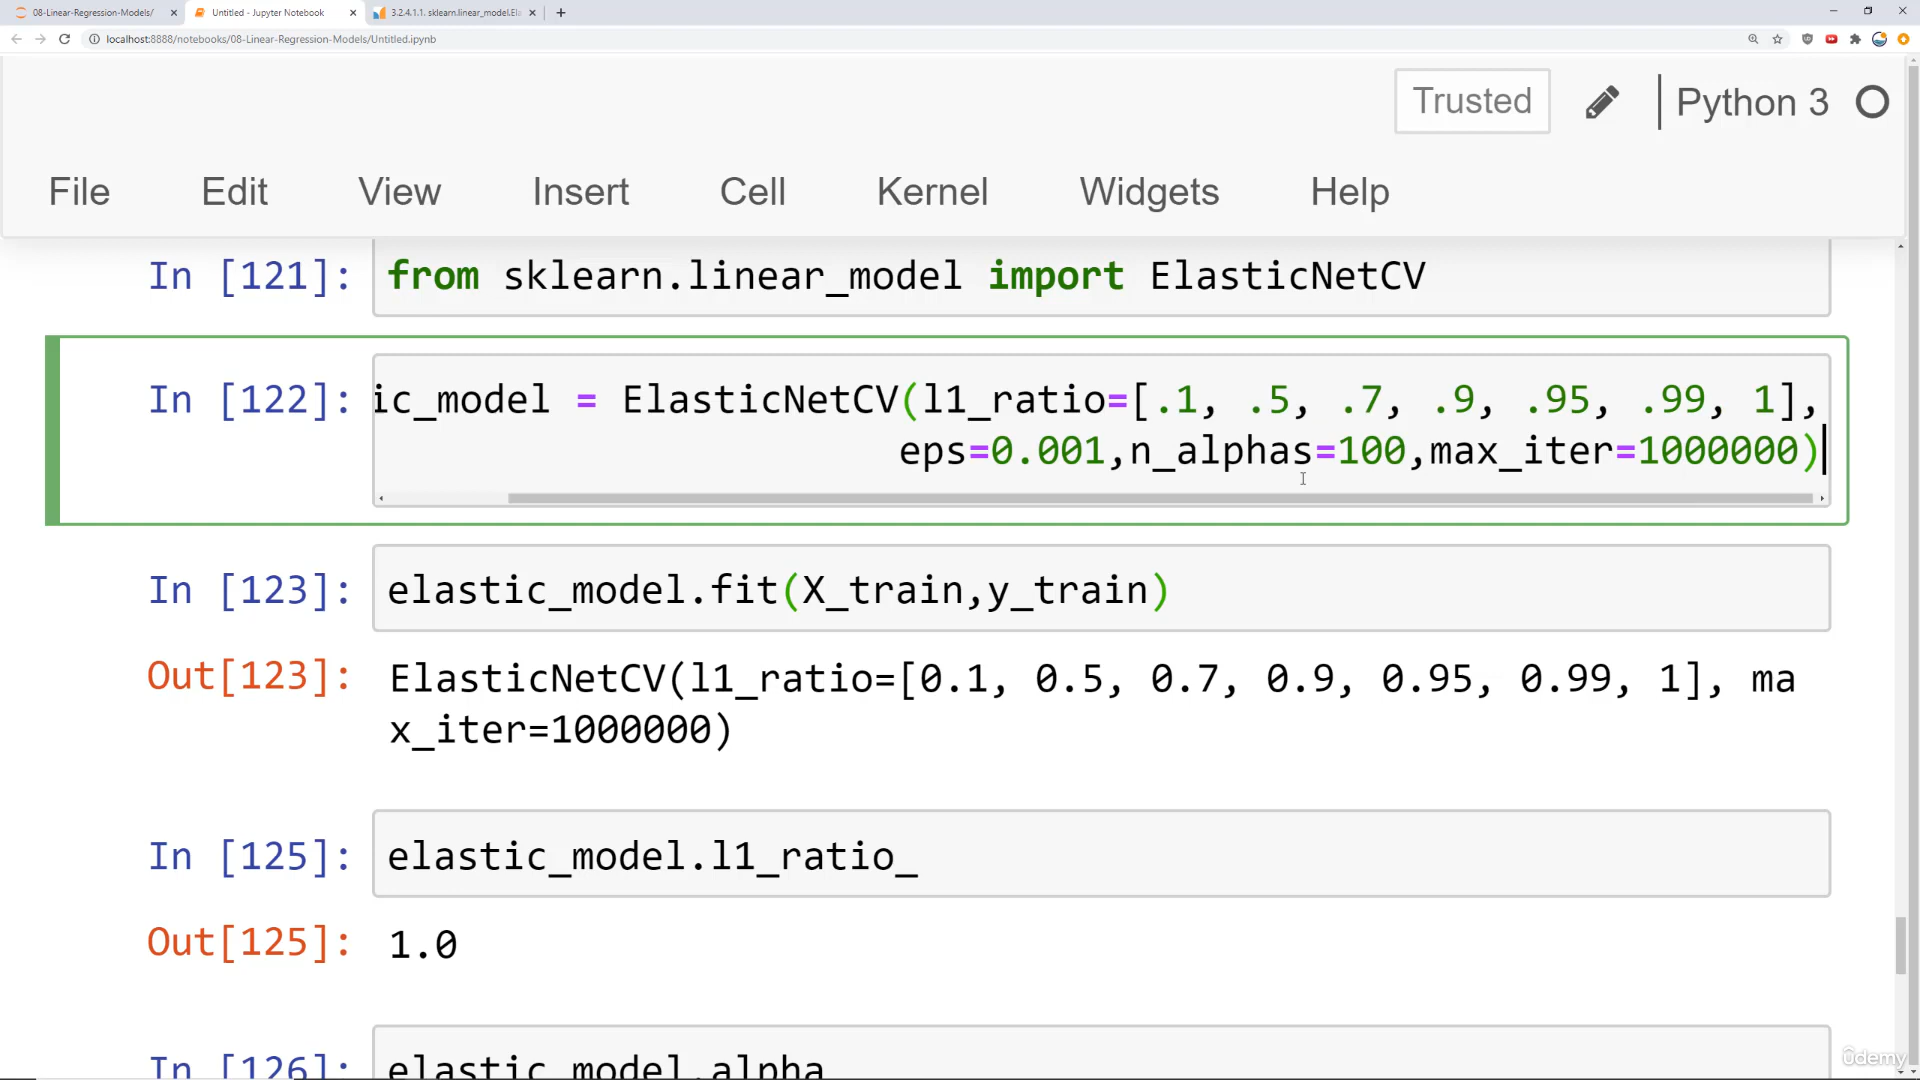 08-Linear-Regression-Models/
Untitled - Jupyter Notebook
3.2.4.1.1. sklearn.linear_model.Ela
localhost:8888/notebooks/08-Linear-Regression-Models/Untitled.ipynb
Trusted
Python 3
File Edit View Insert Cell Kernel Widgets Help
In [121]: from sklearn.linear_model import ElasticNetCV
In [122]: ic_model = ElasticNetCV(l1_ratio=[.1, .5, .7, .9, .95, .99, 1],
eps=0.001,n_alphas=100,max_iter=1000000)
In [123]: elastic_model.fit(X_train,y_train)
Out[123]: ElasticNetCV(l1_ratio=[0.1, 0.5, 0.7, 0.9, 0.95, 0.99, 1], ma
x_iter=1000000)
In [125]: elastic_model.l1_ratio_
Out[125]: 1.0
In [126]: elastic_model.alpha
ûdemy